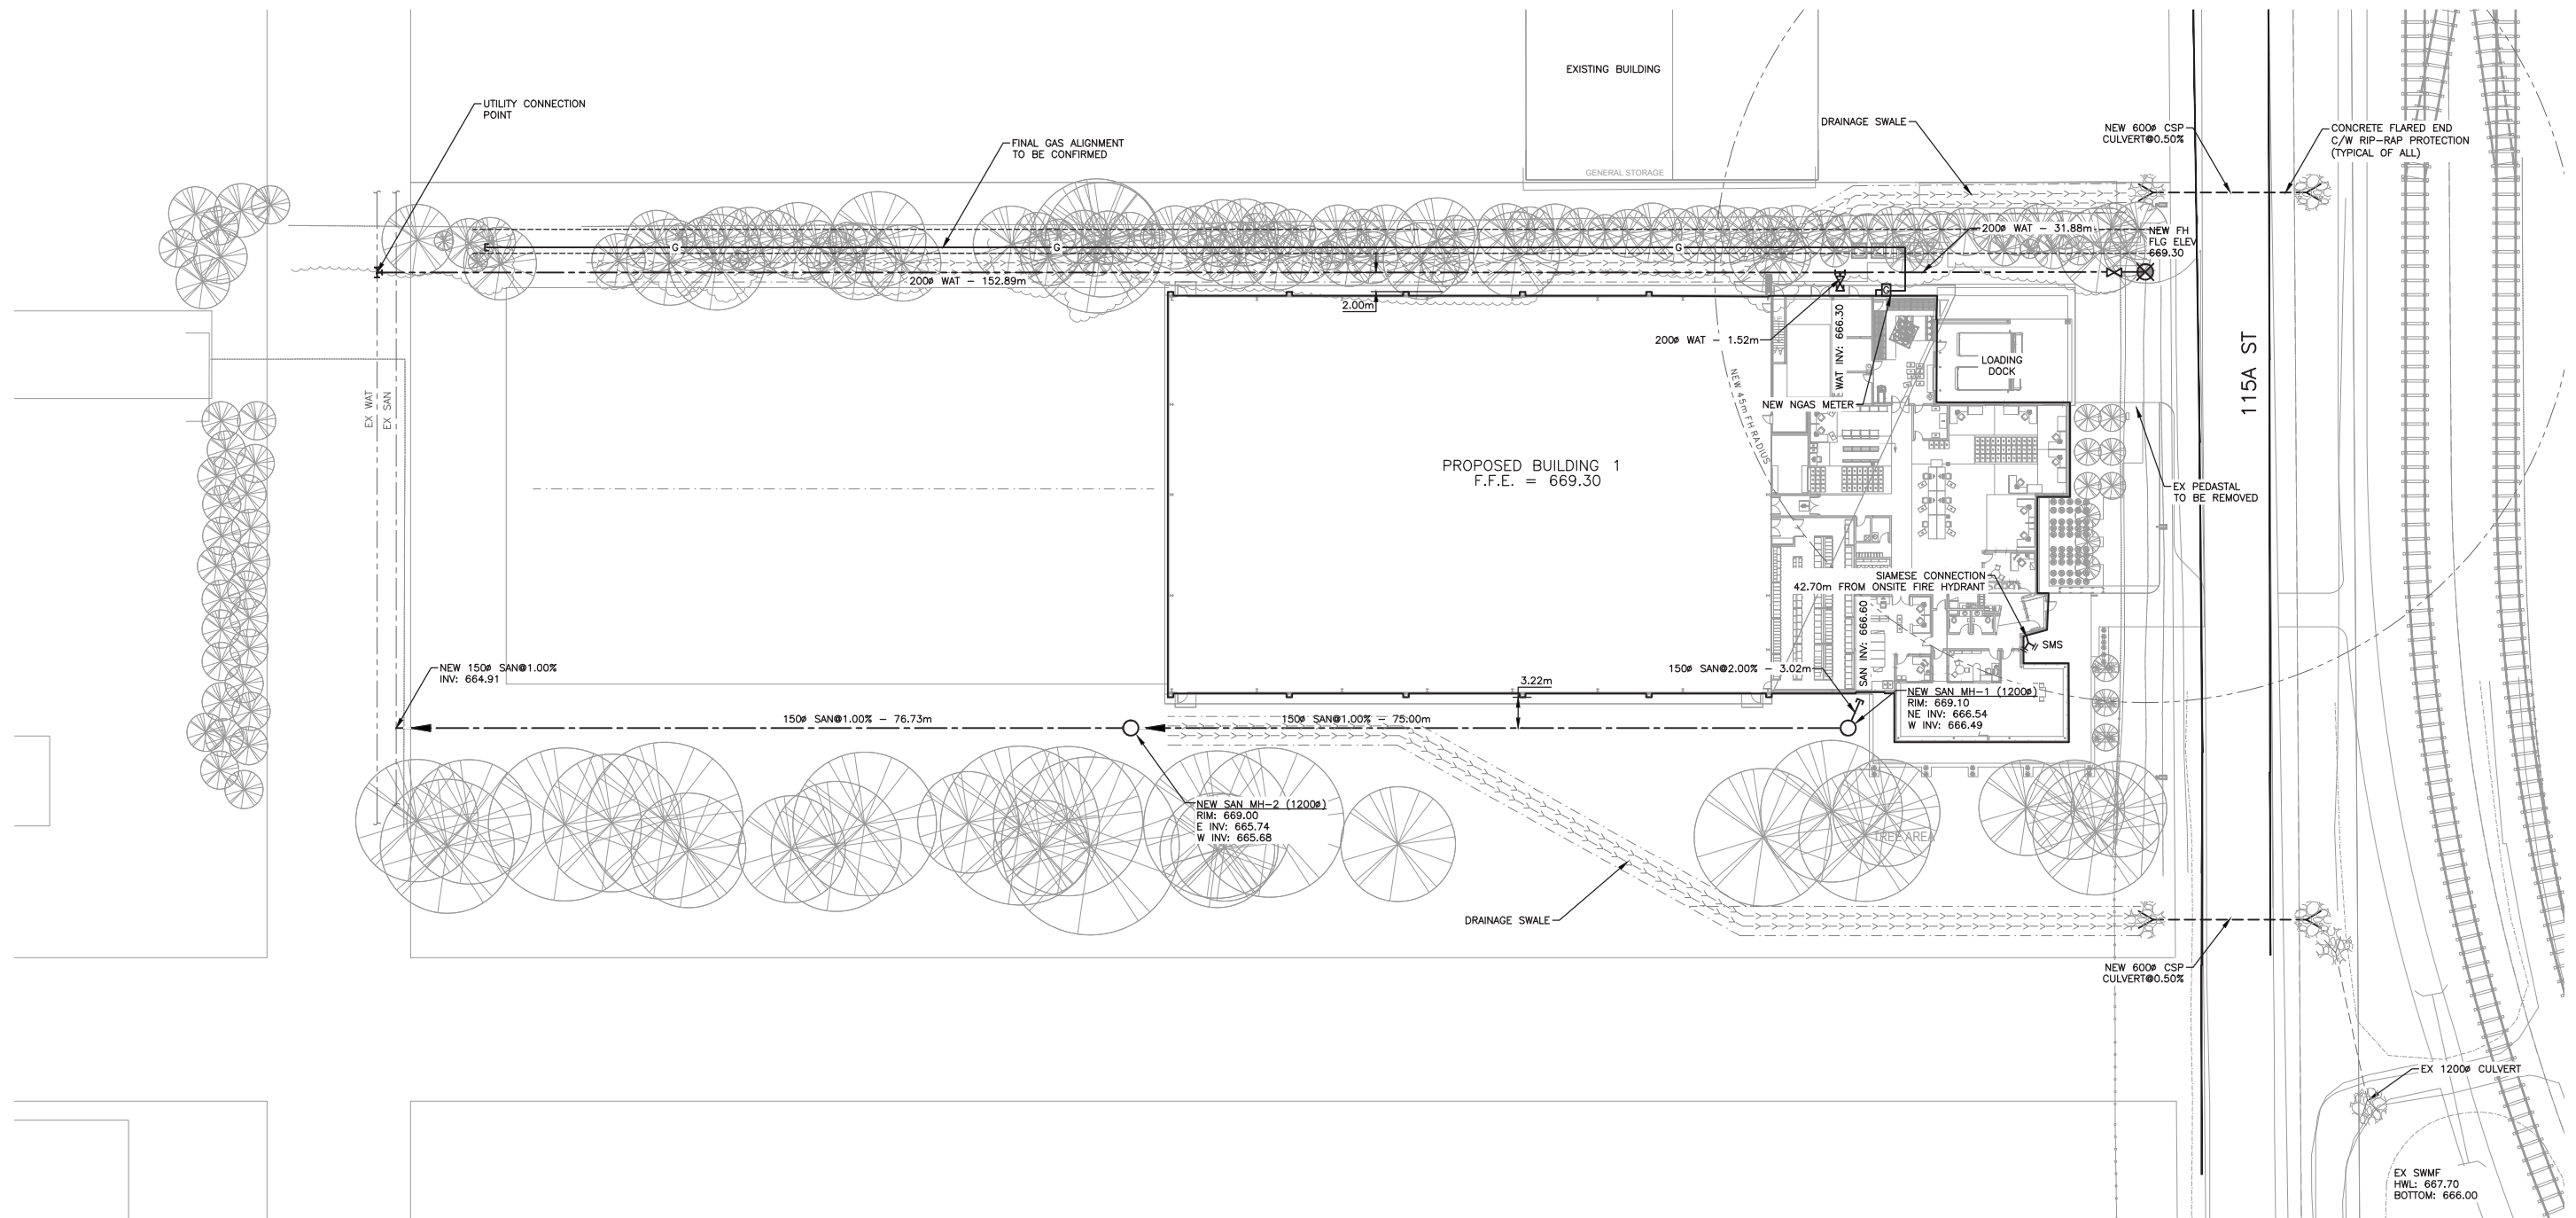 EXISTING BUILDING
UTILITY CONNECTION
POINT
DRAINAGE SWALE
NEW 600ø CSP
CULVERT@0.50%
CONCRETE FLARED END
C/W RIP-RAP PROTECTION
(TYPICAL OF ALL)
FINAL GAS ALIGNMENT
TO BE CONFIRMED
GENERAL STORAGE
200ø WAT - 31.88m
NEW FH
FLG ELEV
669.30
E
G
G
G
200ø WAT - 152.89m
G
2.00m
200ø WAT - 1.52m
WAT INV: 666.30
LOADING
DOCK
115A ST
NEW 45m FH RADIUS
NEW NGAS METER
EX WAT
EX SAN
PROPOSED BUILDING 1
F.F.E. = 669.30
EX PEDASTAL
TO BE REMOVED
SIAMESE CONNECTION
42.70m FROM ONSITE FIRE HYDRANT
SAN INV: 666.60
SMS
NEW 150ø SAN@1.00%
INV: 664.91
150ø SAN@2.00% - 3.02m
3.22m
NEW SAN MH-1 (1200ø)
RIM: 669.10
NE INV: 666.54
W INV: 666.49
150ø SAN@1.00% - 76.73m
150ø SAN@1.00% - 75.00m
NEW SAN MH-2 (1200ø)
RIM: 669.00
E INV: 665.74
W INV: 665.68
TREE AREA
DRAINAGE SWALE
NEW 600ø CSP
CULVERT@0.50%
EX 1200ø CULVERT
EX SWMF
HWL: 667.70
BOTTOM: 666.00